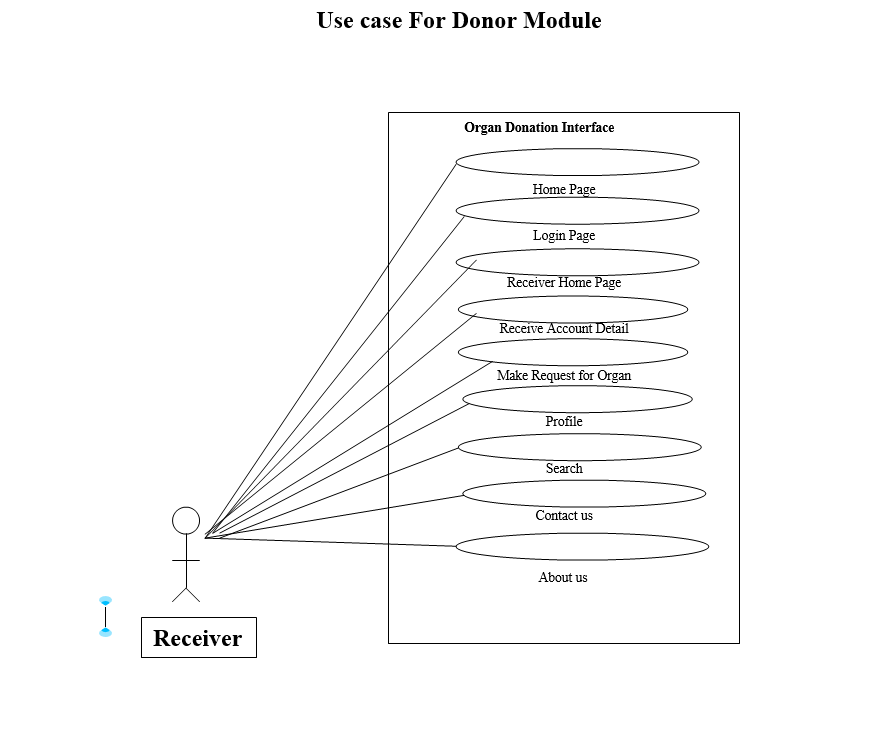 Use case For Donor Module
Organ Donation Interface
Home Page
Login Page
Receiver Home Page
Receive Account Detail
Make Request for Organ
Profile
Search
Contact us
About us
Receiver